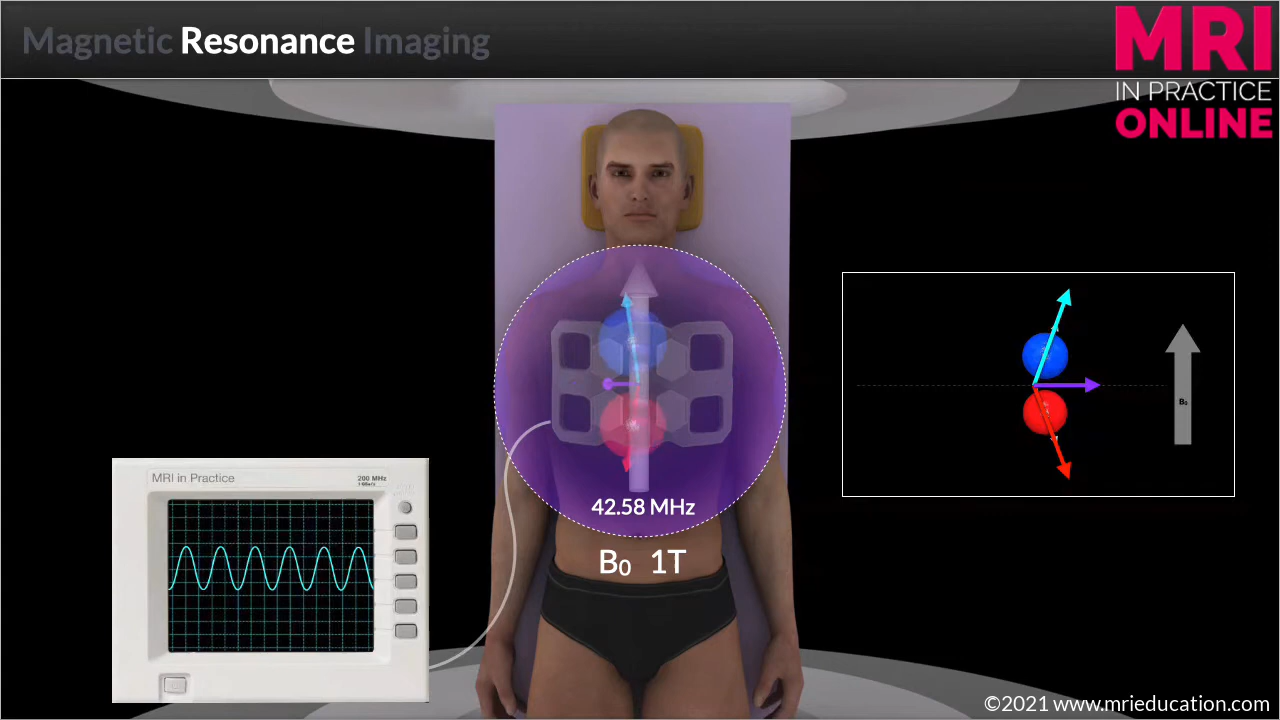 Magnetic Resonance Imaging
MRI
IN PRACTICE
ONLINE
B₀
MRI in Practice
200 MHz
42.58 MHz
B₀ 1T
©2021 www.mrieducation.com